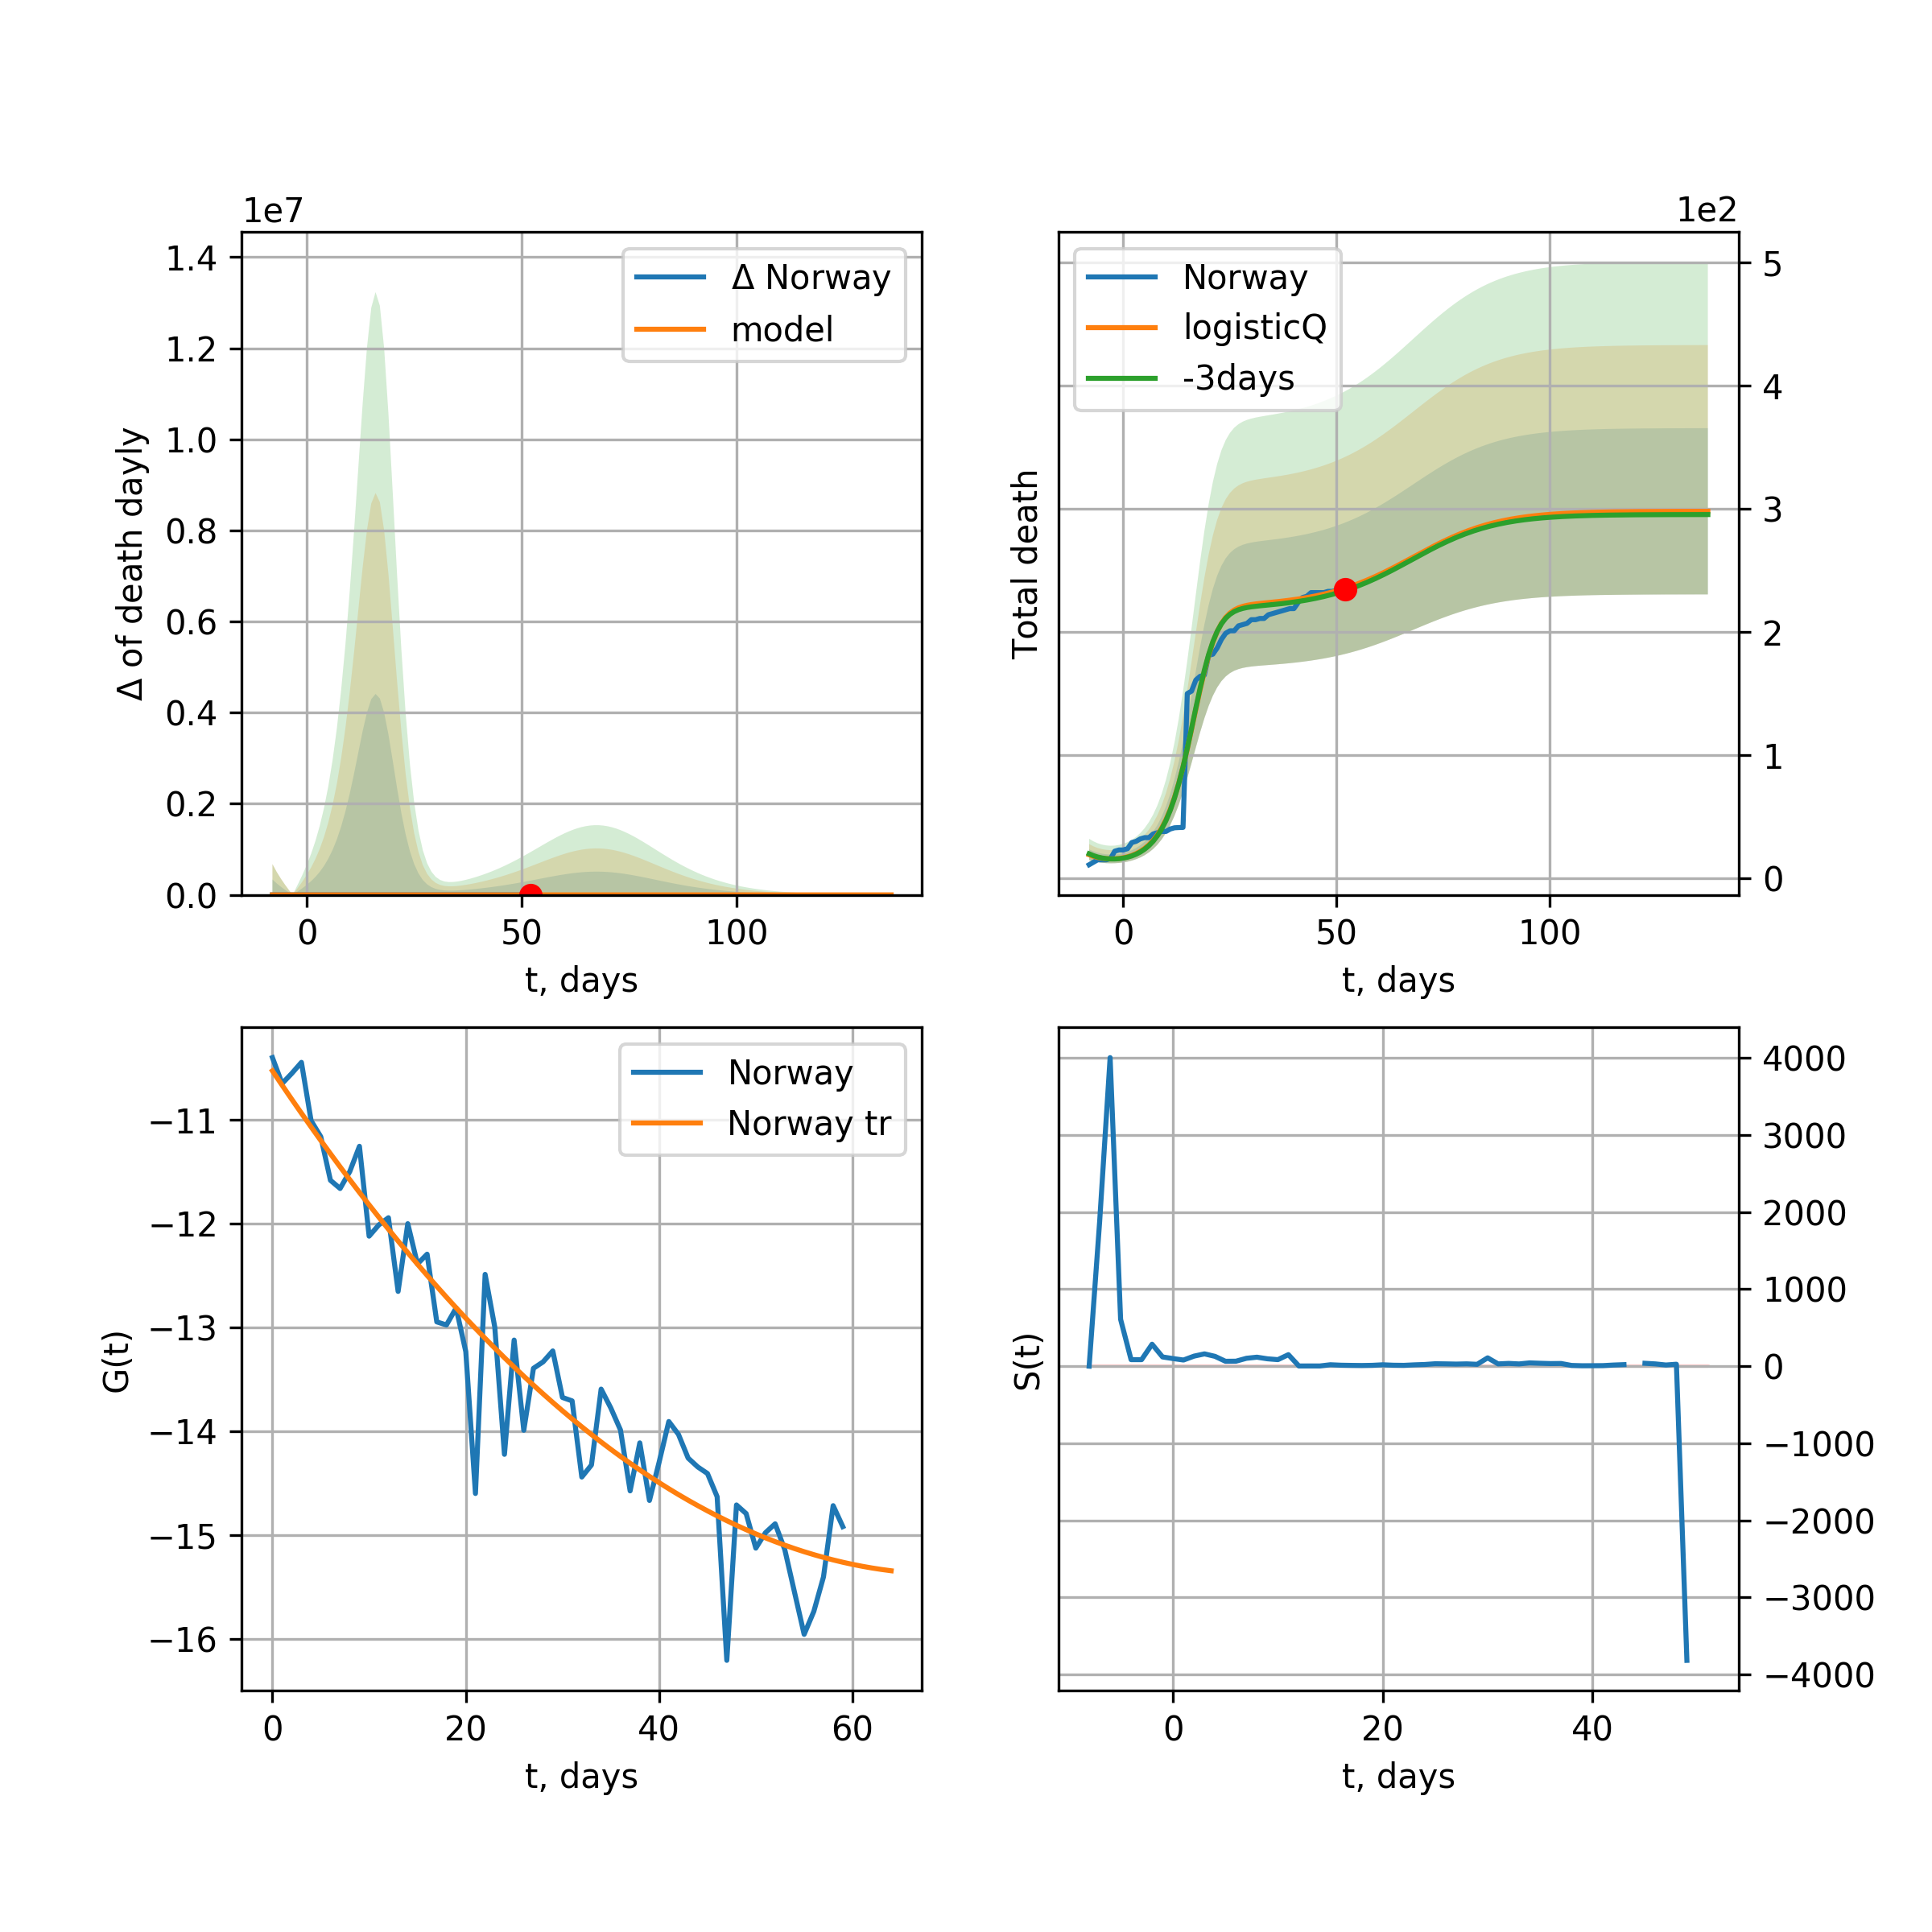 1e7
1.4
1.2
1.0
0.8
0.6
0.4
0.2
0.0
Δ of death dayly
Δ Norway
model
0
50
100
t, days
1e2
5
4
3
2
1
0
Total death
Norway
logisticQ
-3days
0
50
100
t, days
−11
−12
−13
−14
−15
−16
G(t)
Norway
Norway tr
0
20
40
60
t, days
4000
3000
2000
1000
0
−1000
−2000
−3000
−4000
S(t)
0
20
40
t, days